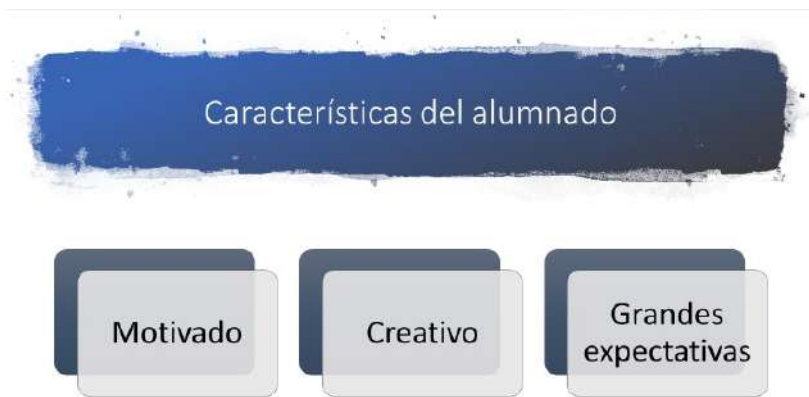 Características del alumnado
Motivado
Creativo
Grandes
expectativas